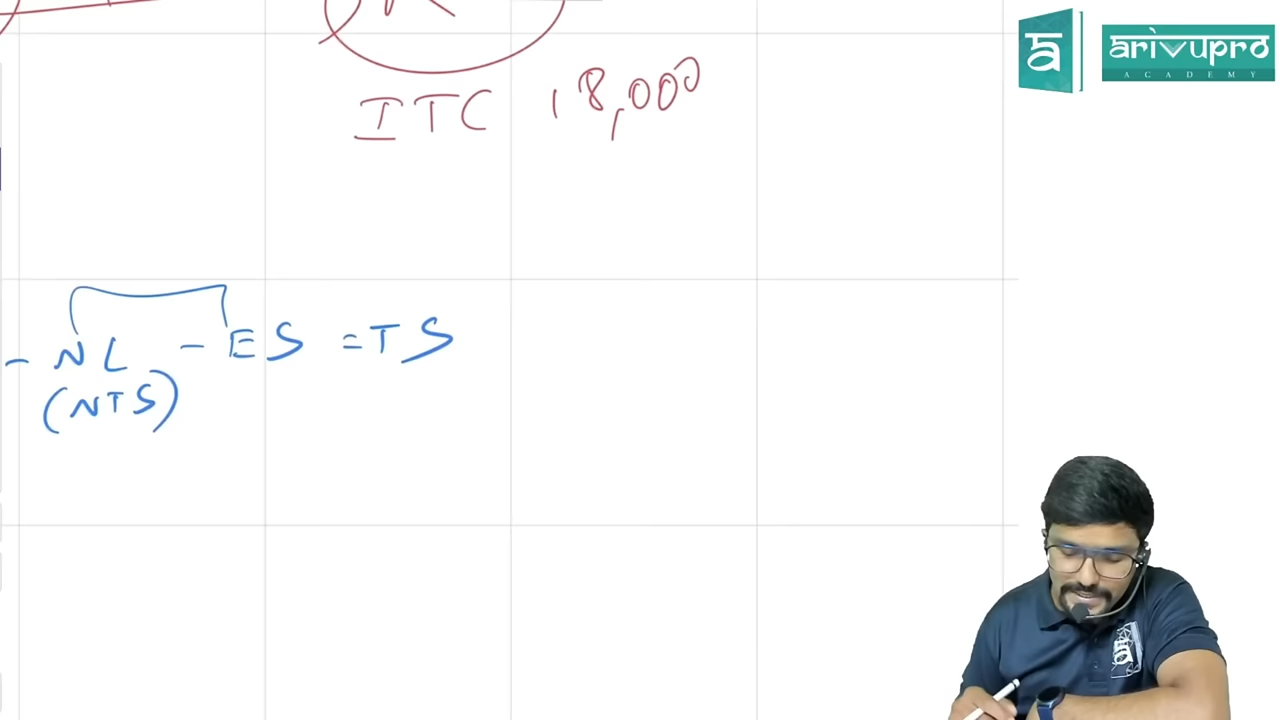 ā arivupro
ACADEMY
ITC 18,000
- NL - ES = TS
(NTS)